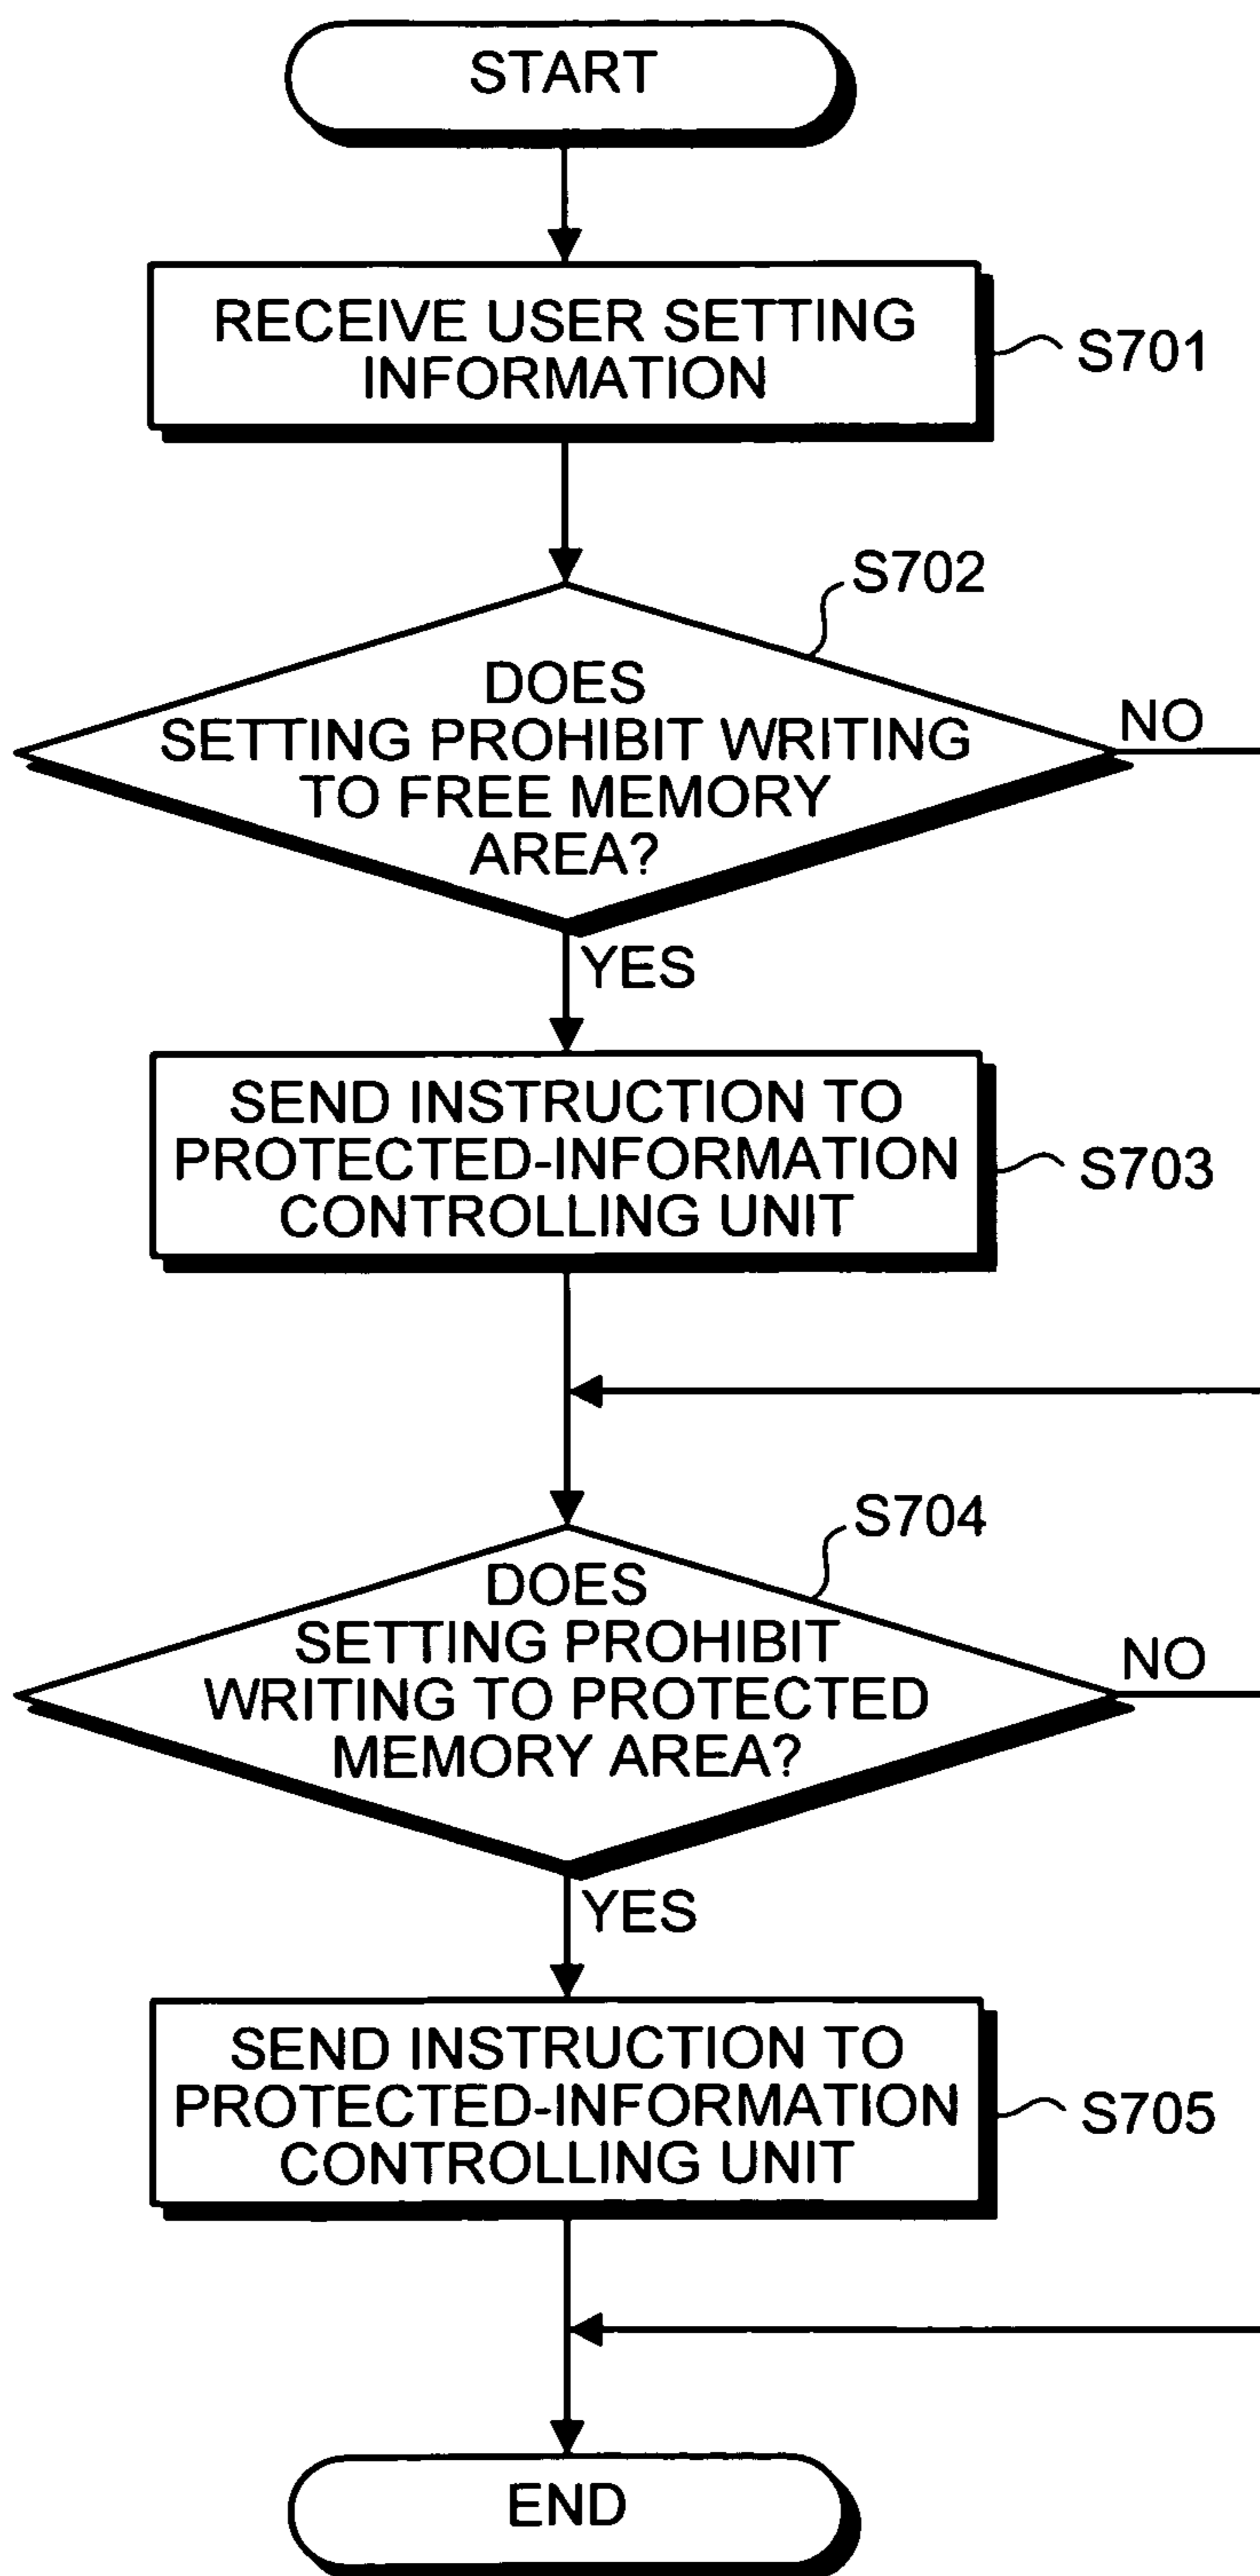 START
RECEIVE USER SETTING
INFORMATION
S701
S702
DOES
SETTING PROHIBIT WRITING
TO FREE MEMORY
AREA?
NO
YES
SEND INSTRUCTION TO
PROTECTED-INFORMATION
CONTROLLING UNIT
S703
S704
DOES
SETTING PROHIBIT
WRITING TO PROTECTED
MEMORY AREA?
NO
YES
SEND INSTRUCTION TO
PROTECTED-INFORMATION
CONTROLLING UNIT
S705
END